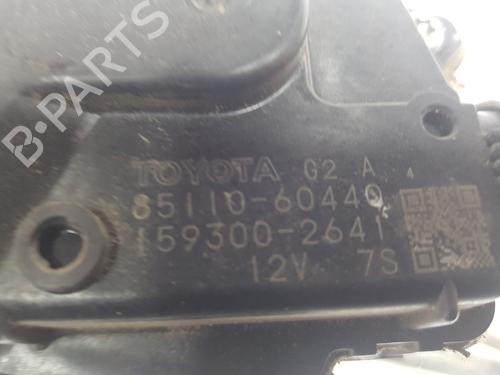 B-PARTS
TOYOTA G2 A
85110-60440
159300-2641
12V 7S